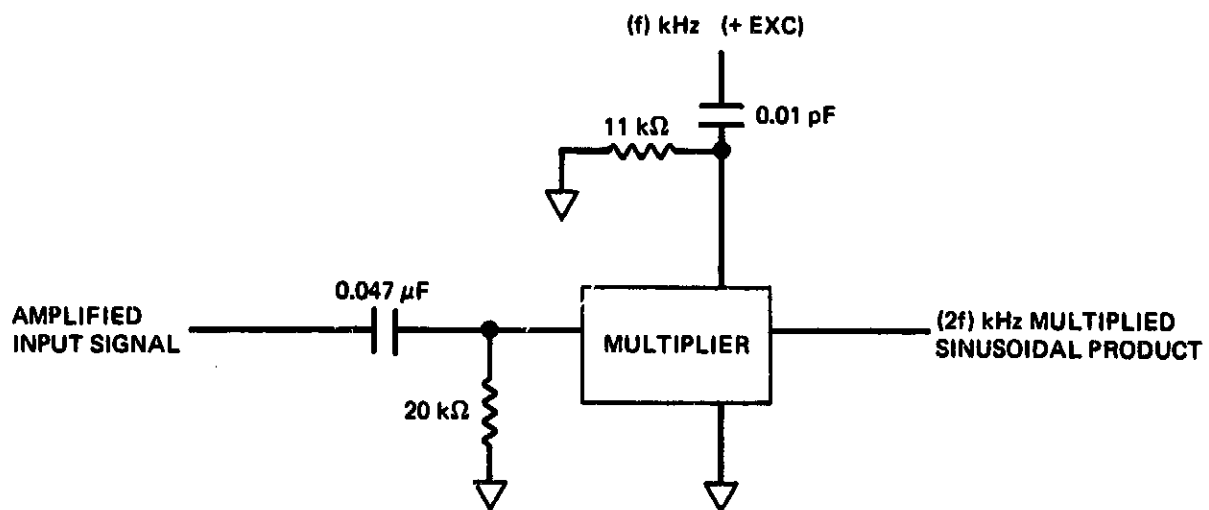 (f) kHz (+ EXC)
0.01 pF
11 kΩ
0.047 μF
AMPLIFIED
INPUT SIGNAL
MULTIPLIER
(2f) kHz MULTIPLIED
SINUSOIDAL PRODUCT
20 kΩ